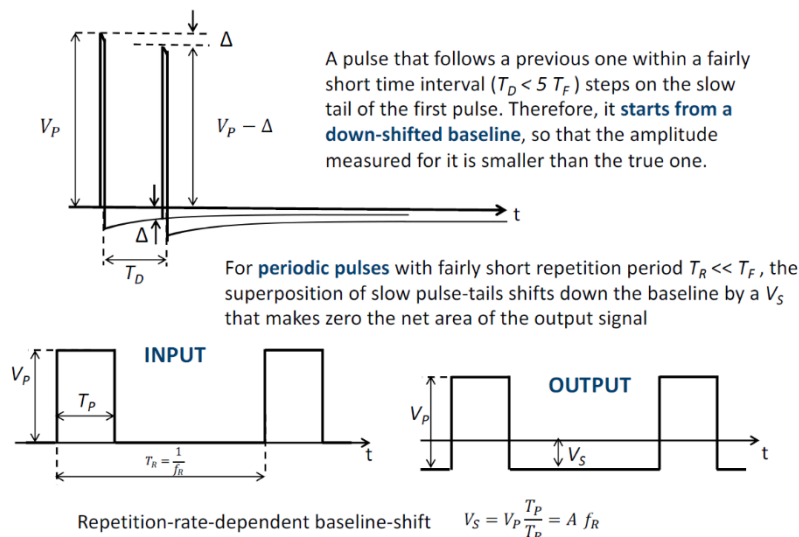 Δ
V_P
V_P − Δ
A pulse that follows a previous one within a fairly
short time interval (T_D < 5 T_F ) steps on the slow
tail of the first pulse. Therefore, it starts from a
down-shifted baseline, so that the amplitude
measured for it is smaller than the true one.
t
Δ
T_D
For periodic pulses with fairly short repetition period T_R << T_F , the
superposition of slow pulse-tails shifts down the baseline by a V_S
that makes zero the net area of the output signal
INPUT
V_P
T_P
t
T_R = 1/f_R
OUTPUT
V_P
V_S
t
Repetition-rate-dependent baseline-shift V_S = V_P T_P/T_R = A f_R